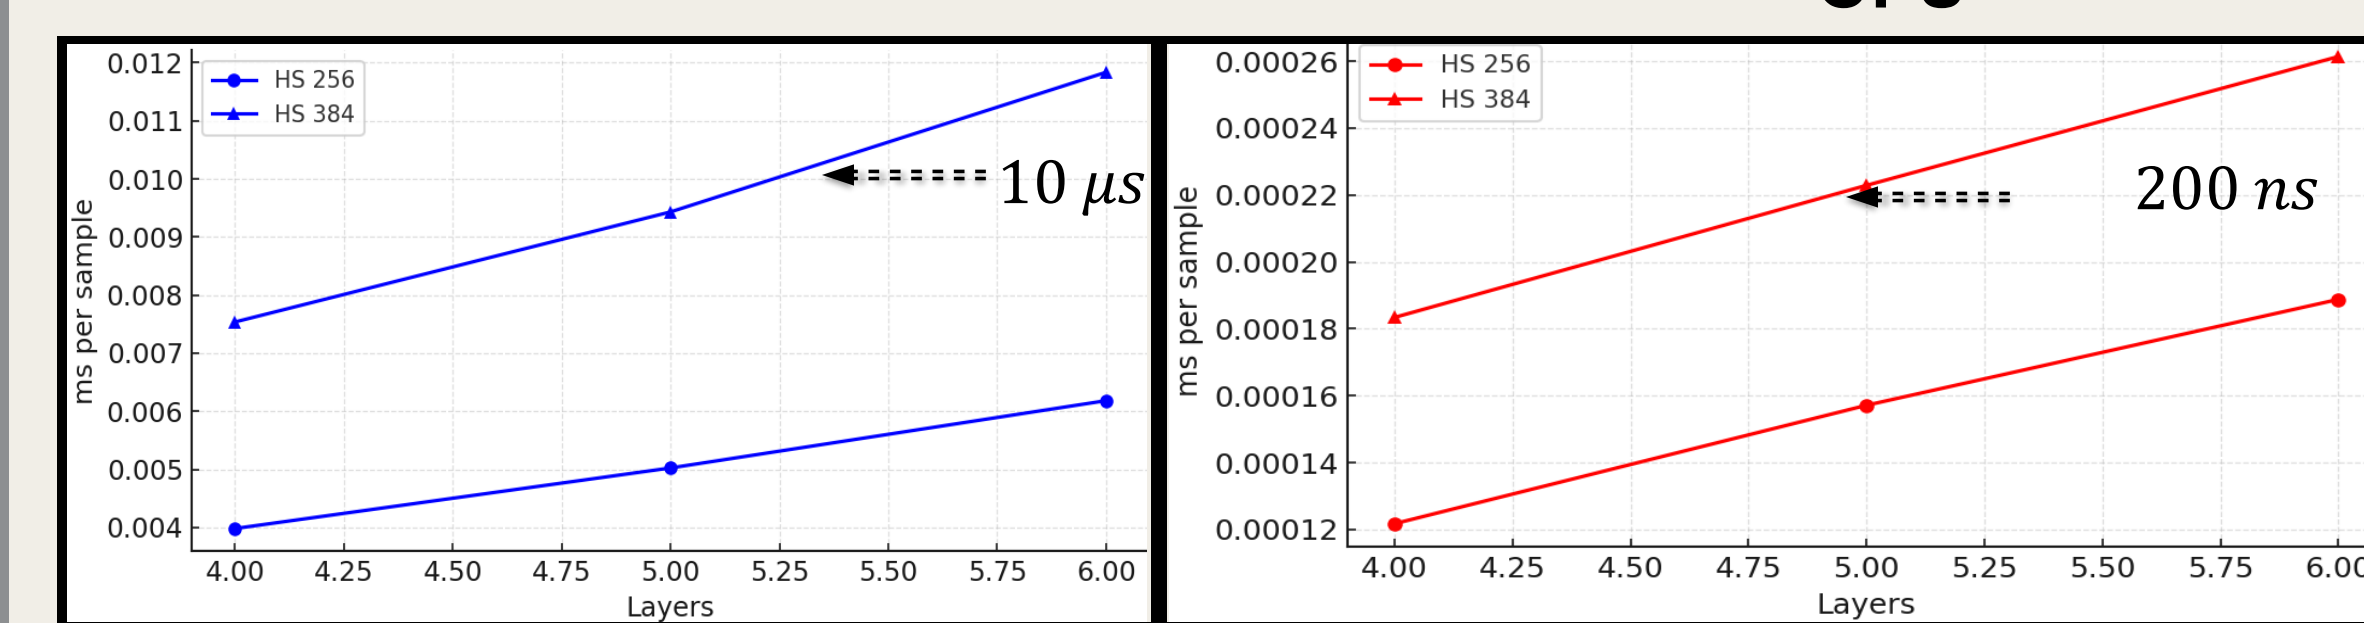 0.012
0.011
0.010
0.009
0.008
0.007
0.006
0.005
0.004
ms per sample
HS 256
HS 384
10 μs
4.00 4.25 4.50 4.75 5.00 5.25 5.50 5.75 6.00
Layers
0.00026
0.00024
0.00022
0.00020
0.00018
0.00016
0.00014
0.00012
ms per sample
HS 256
HS 384
200 ns
4.00 4.25 4.50 4.75 5.00 5.25 5.50 5.75 6.00
Layers